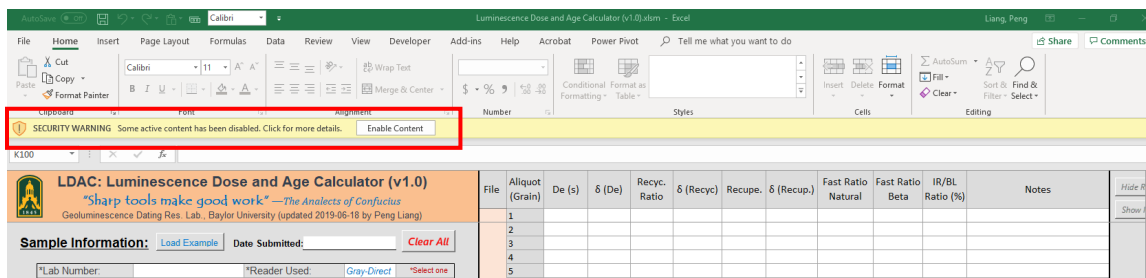 AutoSave Off Calibri Luminescence Dose and Age Calculator (v1.0).xlsm - Excel Liang, Peng
File Home Insert Page Layout Formulas Data Review View Developer Add-ins Help Acrobat Power Pivot Tell me what you want to do Share Comments
Cut Calibri 11 Wrap Text AutoSum
Copy Fill
Paste Format Painter B I U Merge & Center $ % Conditional Format as Insert Delete Format Clear Sort & Find &
Formatting Table Filter Select
Clipboard Font Alignment Number Styles Cells Editing
SECURITY WARNING Some active content has been disabled. Click for more details. Enable Content
K100 fx
LDAC: Luminescence Dose and Age Calculator (v1.0)
"Sharp tools make good work" —The Analects of Confucius
Geoluminescence Dating Res. Lab., Baylor University (updated 2019-06-18 by Peng Liang)
1845
File Aliquot (Grain) De (s) δ (De) Recyc. Ratio δ (Recyc) Recupe. δ (Recup.) Fast Ratio Natural Fast Ratio Beta IR/BL Ratio (%) Notes
Hide
Show
1
2
Sample Information: Load Example Date Submitted: Clear All 3
4
*Lab Number: *Reader Used: Gray-Direct *Select one 5